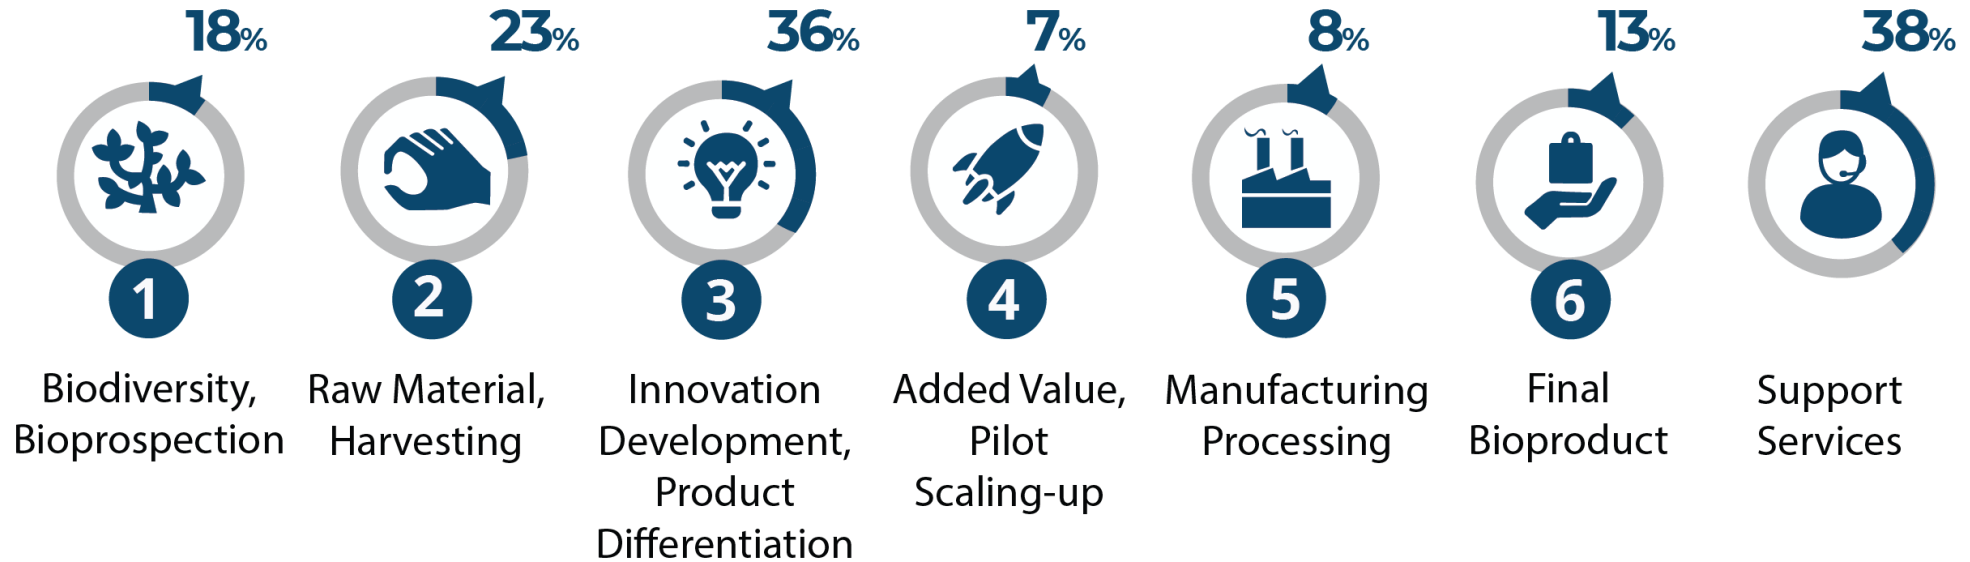 18%
23%
36%
7%
8%
13%
38%
1
2
3
4
5
6
Biodiversity,
Bioprospection
Raw Material,
Harvesting
Innovation
Development,
Product
Differentiation
Added Value,
Pilot
Scaling-up
Manufacturing
Processing
Final
Bioproduct
Support
Services